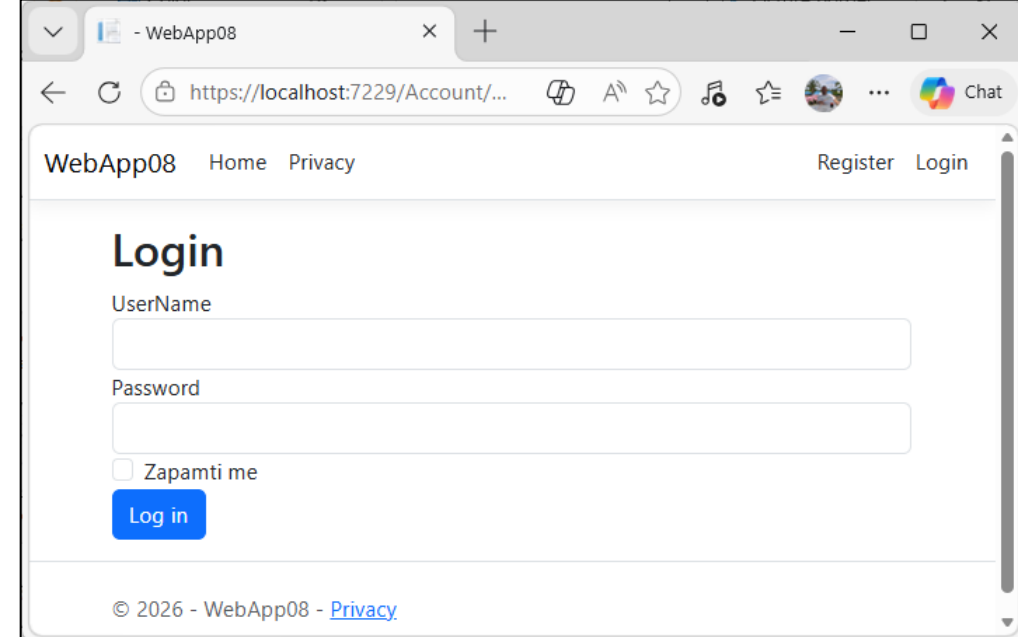 - WebApp08
https://localhost:7229/Account/...
Chat
WebApp08 Home Privacy Register Login
Login
UserName
Password
Zapamti me
Log in
© 2026 - WebApp08 - Privacy